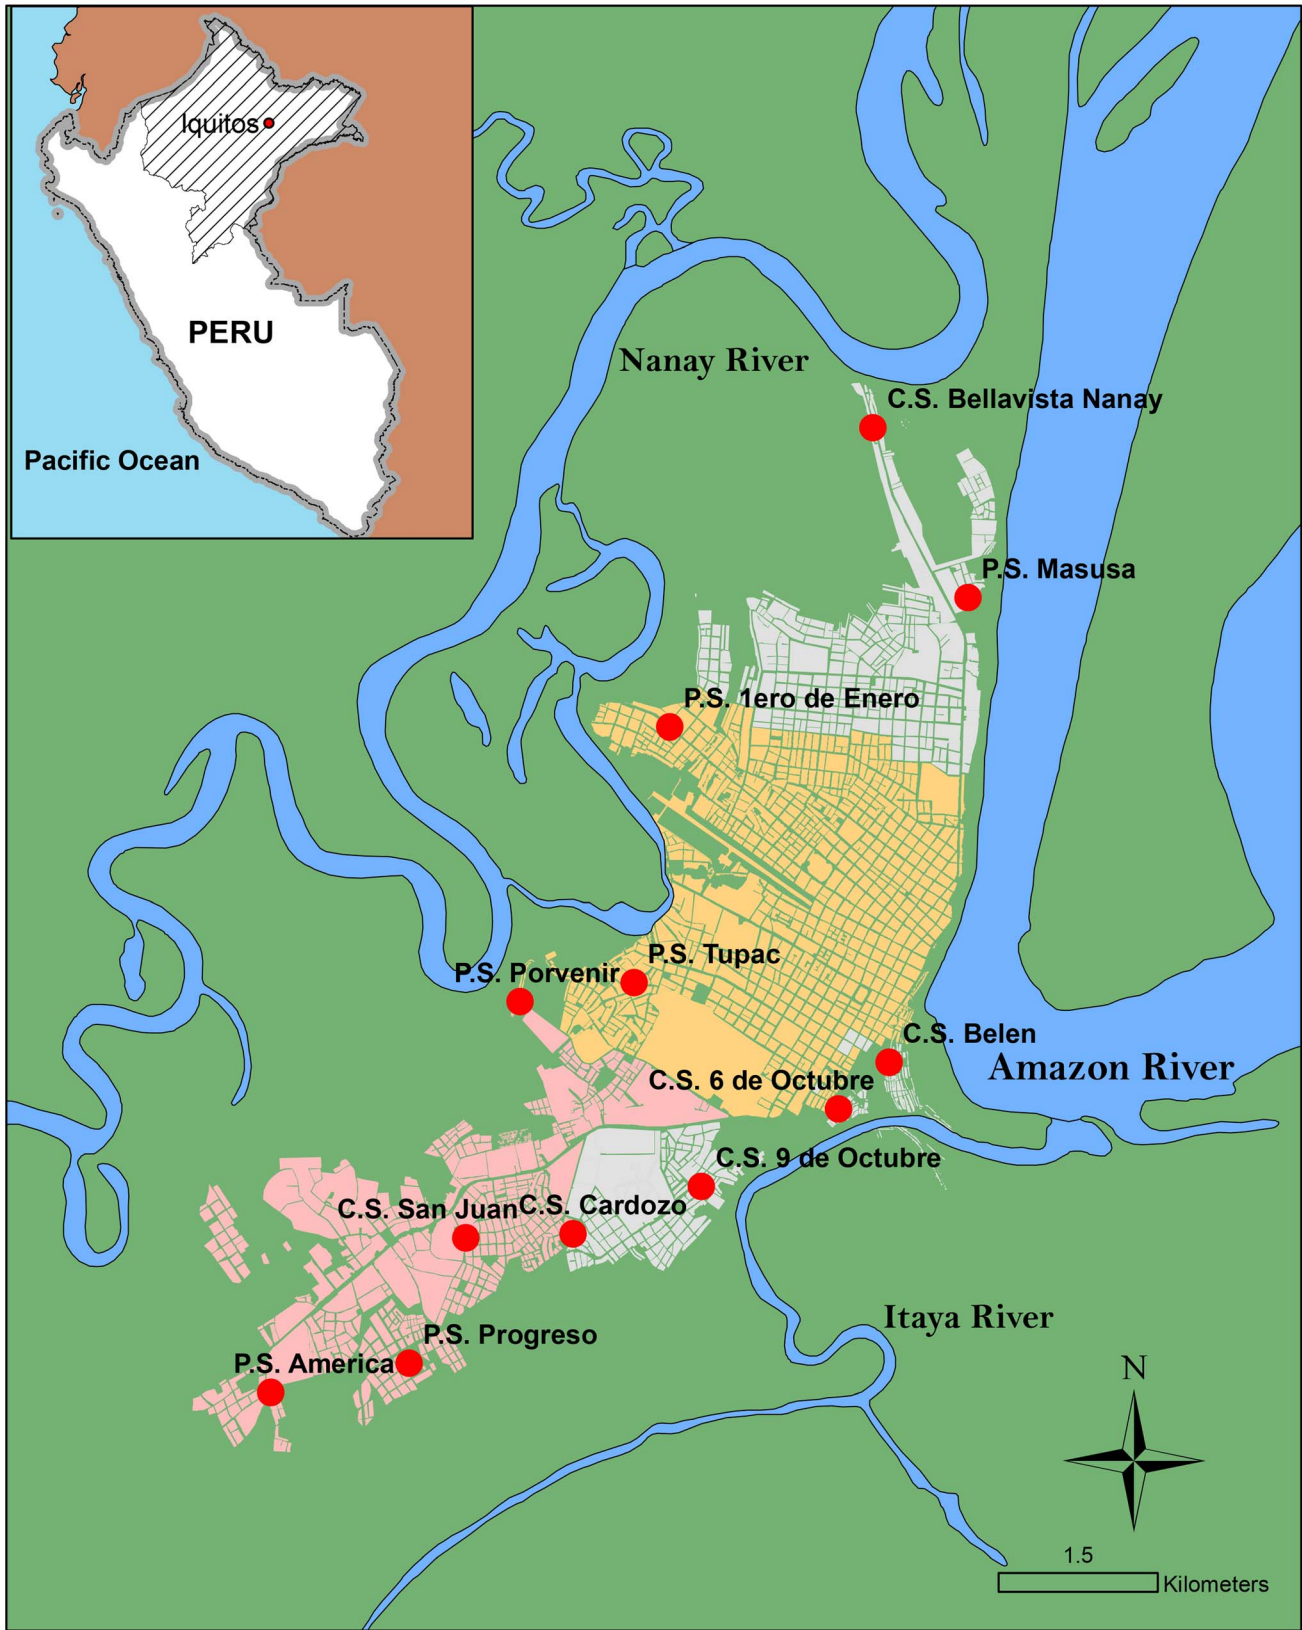 Iquitos
PERU
Pacific Ocean
Nanay River
C.S. Bellavista Nanay
P.S. Masusa
P.S. 1ero de Enero
P.S. Tupac
P.S. Porvenir
C.S. Belen
Amazon River
C.S. 6 de Octubre
C.S. 9 de Octubre
C.S. San Juan
C.S. Cardozo
Itaya River
P.S. Progreso
P.S. America
N
1.5
Kilometers